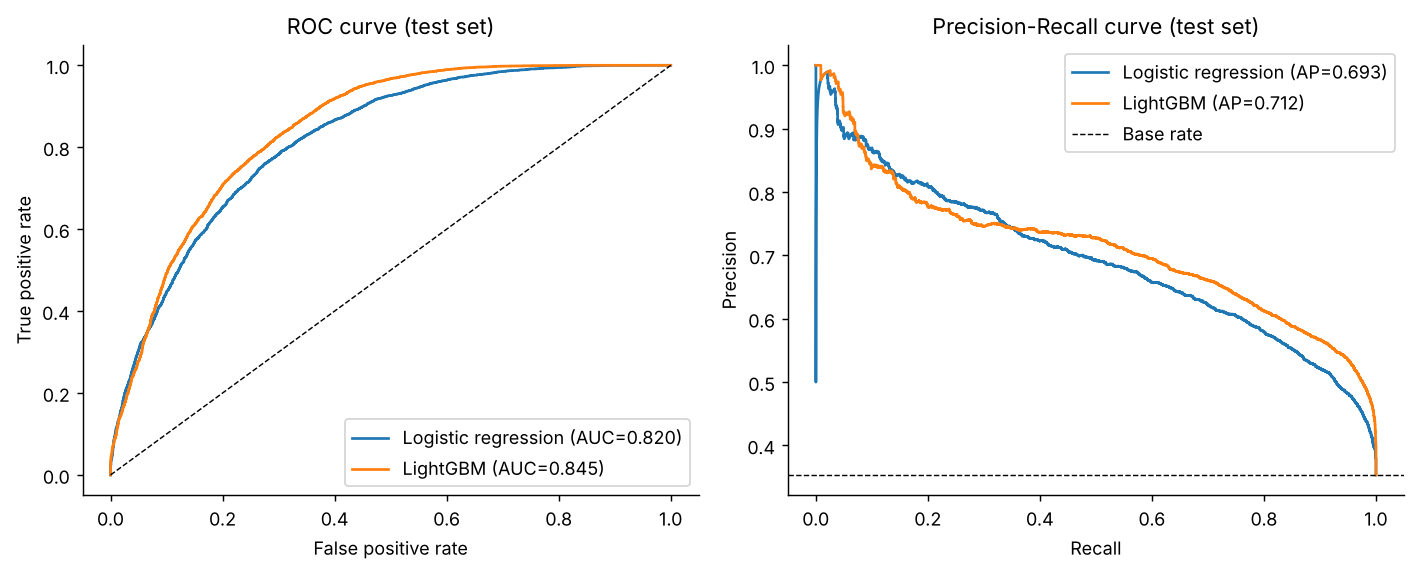 ROC curve (test set)
True positive rate
1.0
0.8
0.6
0.4
0.2
0.0
Logistic regression (AUC=0.820)
LightGBM (AUC=0.845)
0.0 0.2 0.4 0.6 0.8 1.0
False positive rate
Precision-Recall curve (test set)
Precision
1.0
0.9
0.8
0.7
0.6
0.5
0.4
Logistic regression (AP=0.693)
LightGBM (AP=0.712)
Base rate
0.0 0.2 0.4 0.6 0.8 1.0
Recall